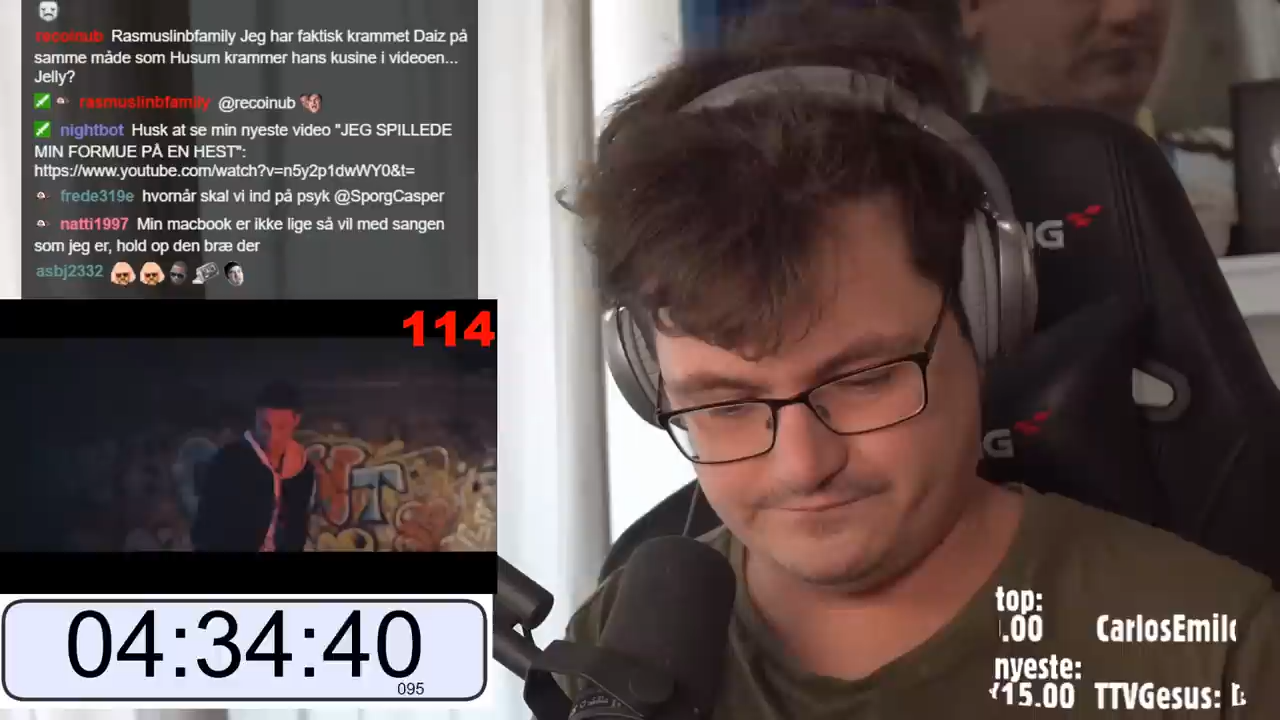 recoinub Rasmuslinbfamily Jeg har faktisk krammet Daiz på
samme måde som Husum krammer hans kusine i videoen...
Jelly?
rasmuslinbfamily @recoinub
nightbot Husk at se min nyeste video "JEG SPILLEDE
MIN FORMUE PÅ EN HEST":
https://www.youtube.com/watch?v=n5y2p1dwWY0&t=
frede319e hvornår skal vi ind på psyk @SporgCasper
natti1997 Min macbook er ikke lige så vil med sangen
som jeg er, hold op den bræ der
asbj2332
114
04:34:40
095
top:
.00 CarlosEmil
nyeste:
15.00 TTVGesus: